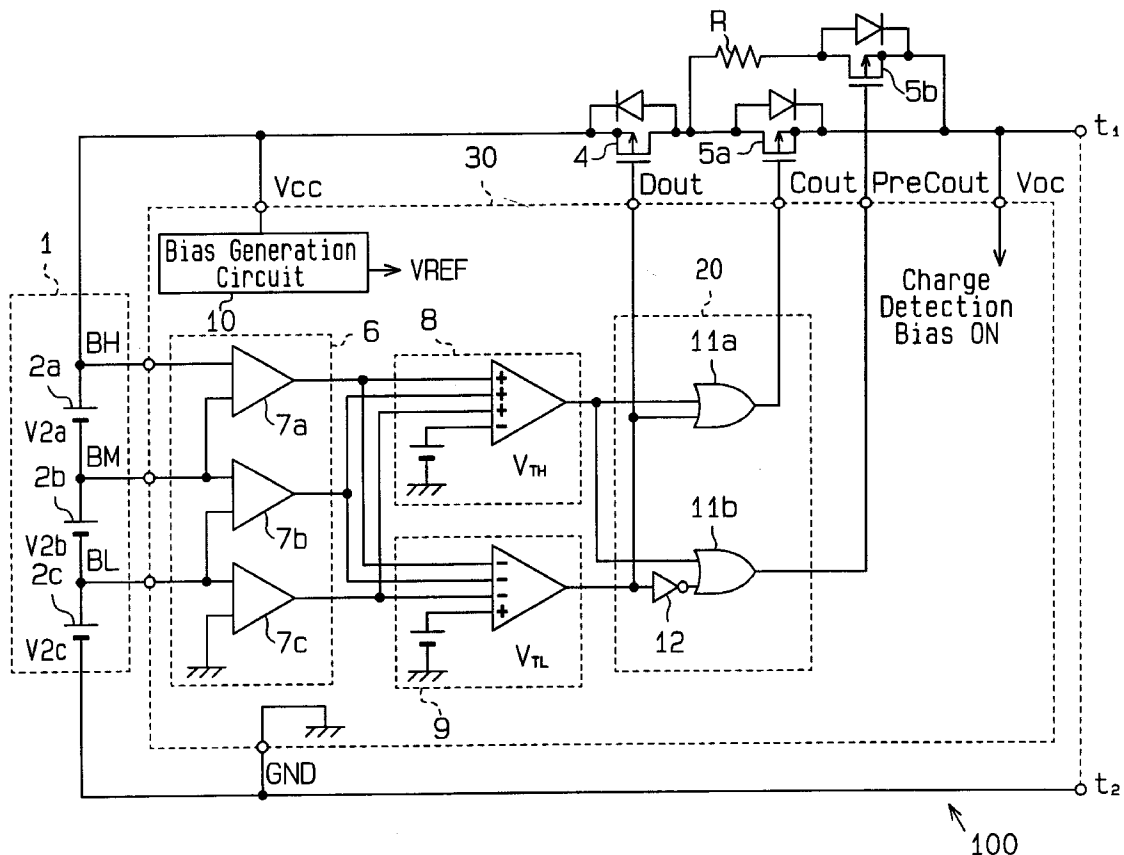 R
5b
t1
4
5a
30
Vcc
Dout
Cout
PreCout
Voc
Bias Generation
Circuit
VREF
10
1
20
Charge
Detection
Bias ON
6
8
11a
BH
2a
7a
V2a
VTH
BM
2b
7b
11b
V2b
BL
2c
7c
12
V2c
VTL
9
GND
t2
100
+
+
+
-
-
-
-
+